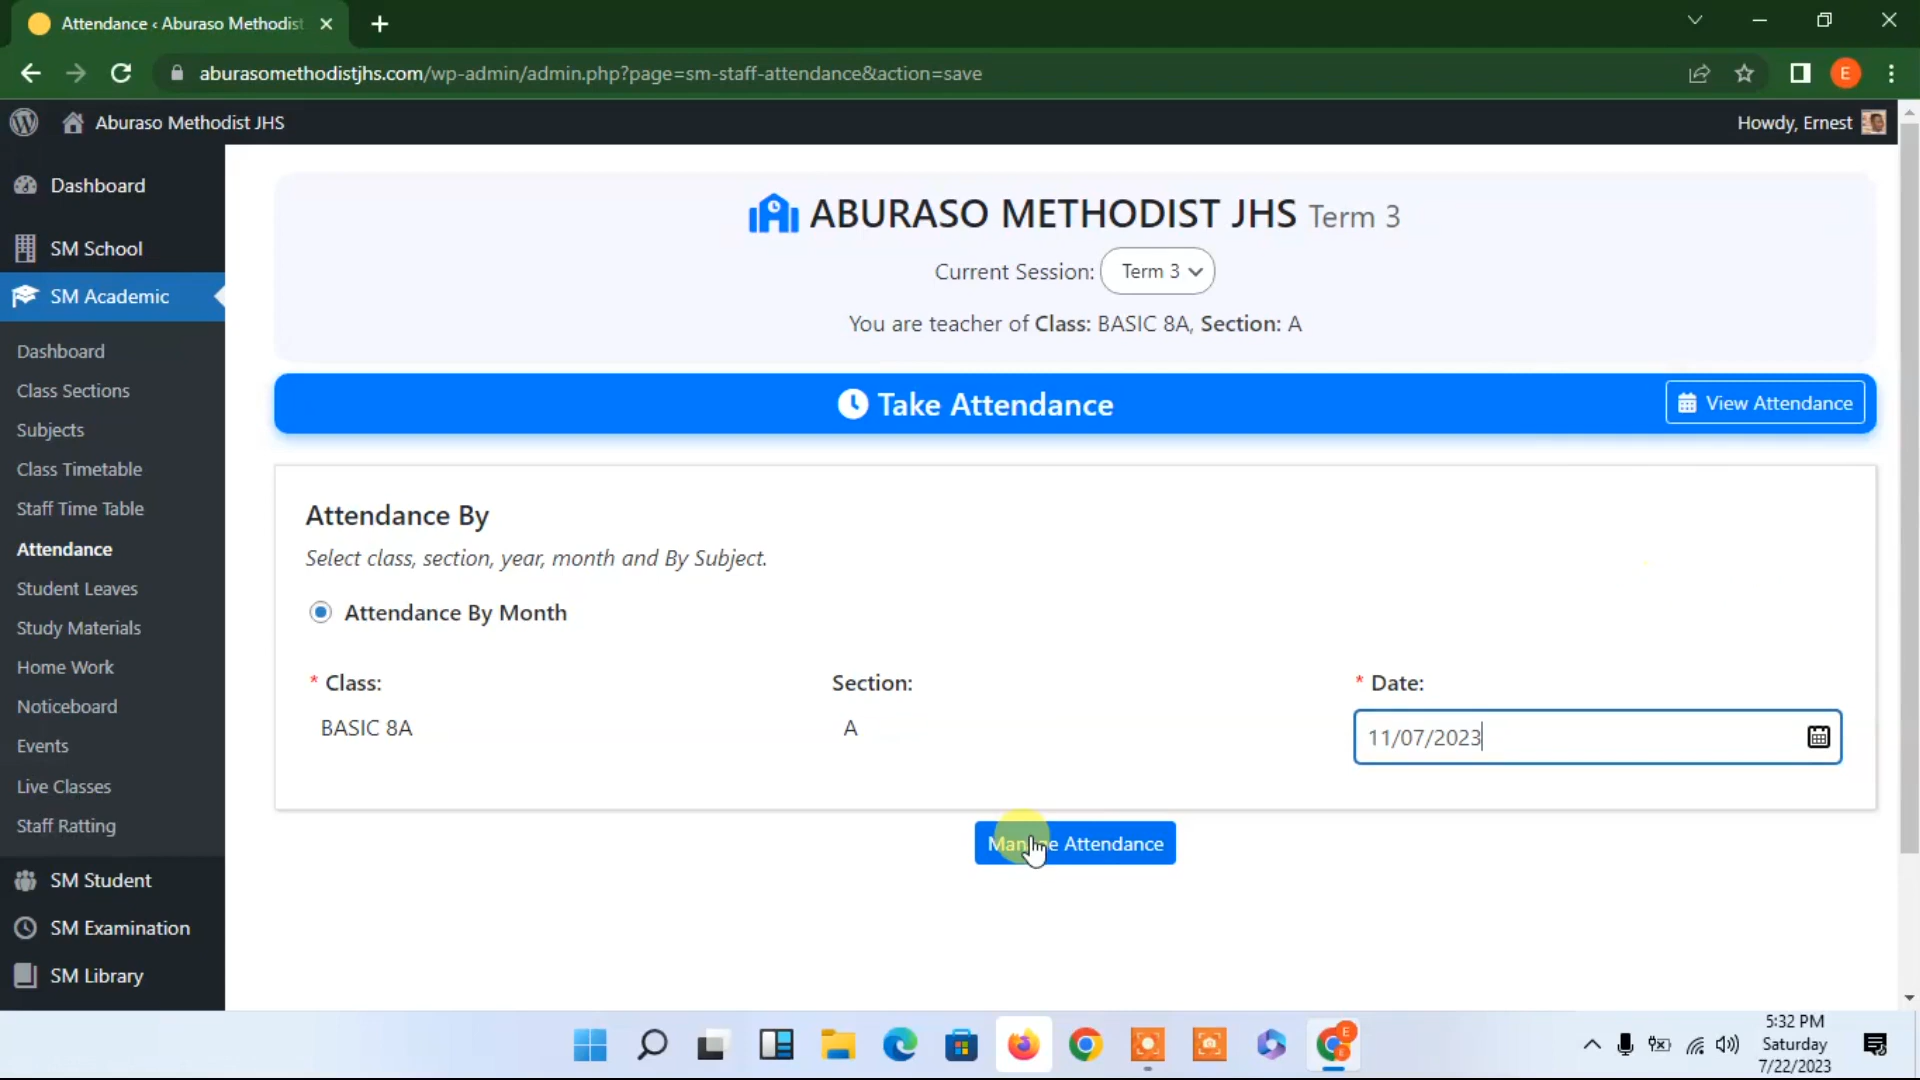 Attendance ‹ Aburaso Methodist
aburasomethodistjhs.com/wp-admin/admin.php?page=sm-staff-attendance&action=save
E
Aburaso Methodist JHS
Howdy, Ernest
Dashboard
SM School
SM Academic
Dashboard
Class Sections
Subjects
Class Timetable
Staff Time Table
Attendance
Student Leaves
Study Materials
Home Work
Noticeboard
Events
Live Classes
Staff Ratting
SM Student
SM Examination
SM Library
ABURASO METHODIST JHS Term 3
Current Session: Term 3
You are teacher of Class: BASIC 8A, Section: A
Take Attendance
View Attendance
Attendance By
Select class, section, year, month and By Subject.
Attendance By Month
* Class:
BASIC 8A
Section:
A
* Date:
11/07/2023
Manage Attendance
E
5:32 PM
Saturday
7/22/2023